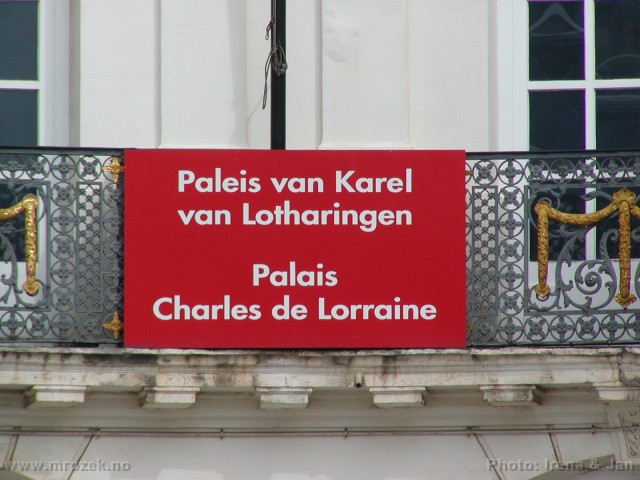 Paleis van Karel
van Lotharingen
Palais
Charles de Lorraine
www.mrozek.no
Photo: Irena & Jan